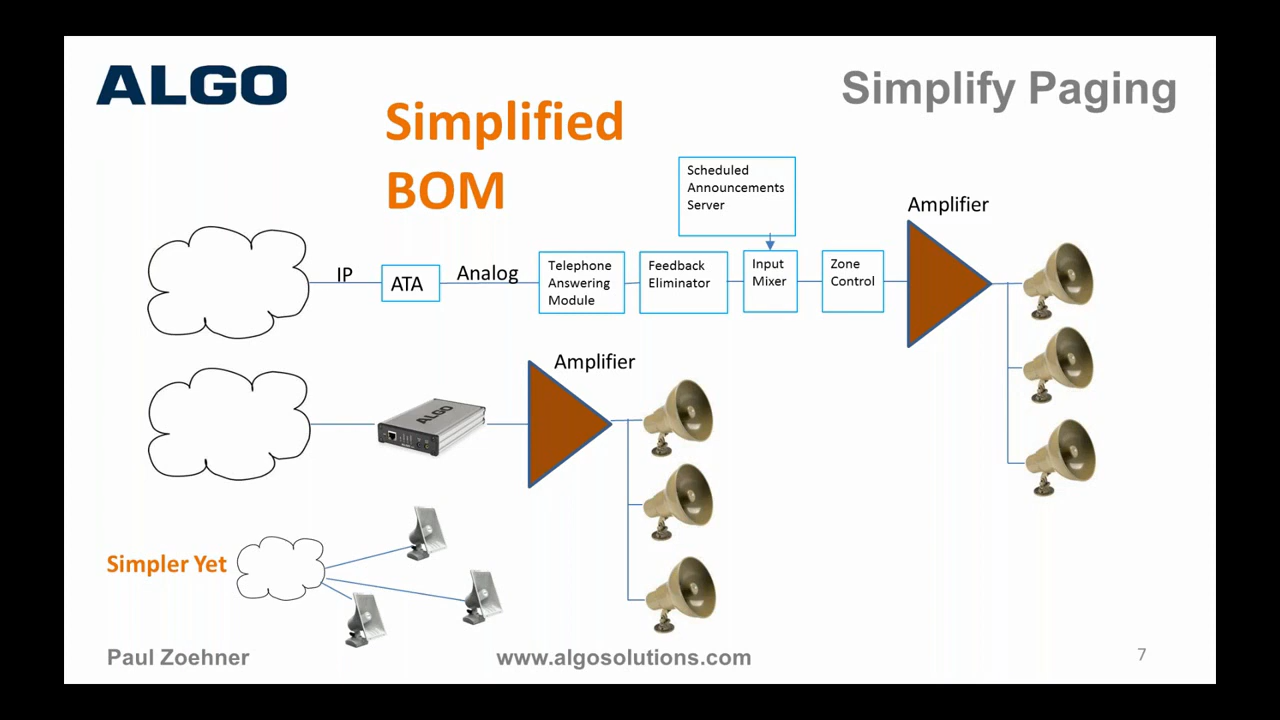 ALGO
Simplify Paging
Simplified
BOM
Scheduled
Announcements
Server
Amplifier
IP
ATA
Analog
Telephone
Answering
Module
Feedback
Eliminator
Input
Mixer
Zone
Control
Amplifier
ALGO
Simpler Yet
Paul Zoehner
www.algosolutions.com
7